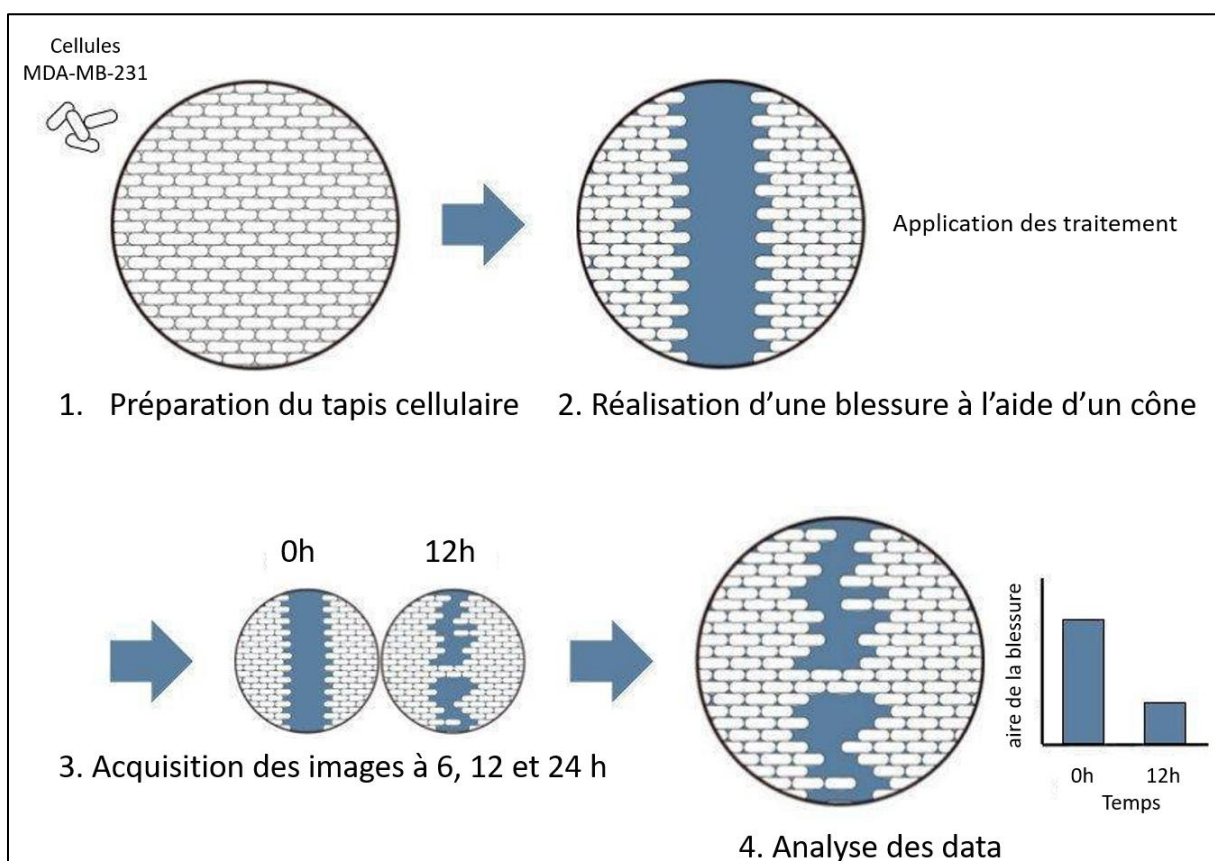 Cellules
MDA-MB-231
Application des traitement
1. Préparation du tapis cellulaire
2. Réalisation d'une blessure à l'aide d'un cône
0h
12h
3. Acquisition des images à 6, 12 et 24 h
aire de la blessure
0h
12h
Temps
4. Analyse des data